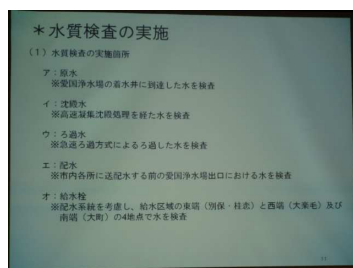 ＊水質検査の実施
（１）水質検査の実施箇所
ア：原水
※愛国浄水場の着水井に到達した水を検査
イ：沈殿水
※高速凝集沈殿処理を経た水を検査
ウ：ろ過水
※急速ろ過方式によるろ過した水を検査
エ：配水
※市内各所に送配水する前の愛国浄水場出口における水を検査
オ：給水栓
※配水系統を考慮し、給水区域の東端（別保・桂恋）と西端（大楽毛）及び
南端（大町）の4地点で水を検査